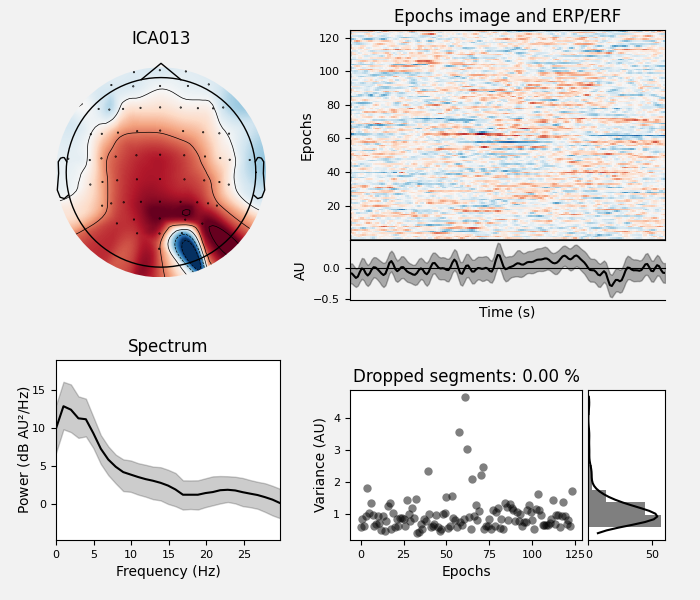 ICA013
Epochs image and ERP/ERF
Epochs
120
100
80
60
40
20
AU
0.0
−0.5
Time (s)
Spectrum
Power (dB AU²/Hz)
15
10
5
0
0 5 10 15 20 25
Frequency (Hz)
Dropped segments: 0.00 %
Variance (AU)
4
3
2
1
0 25 50 75 100 125
Epochs
0 50